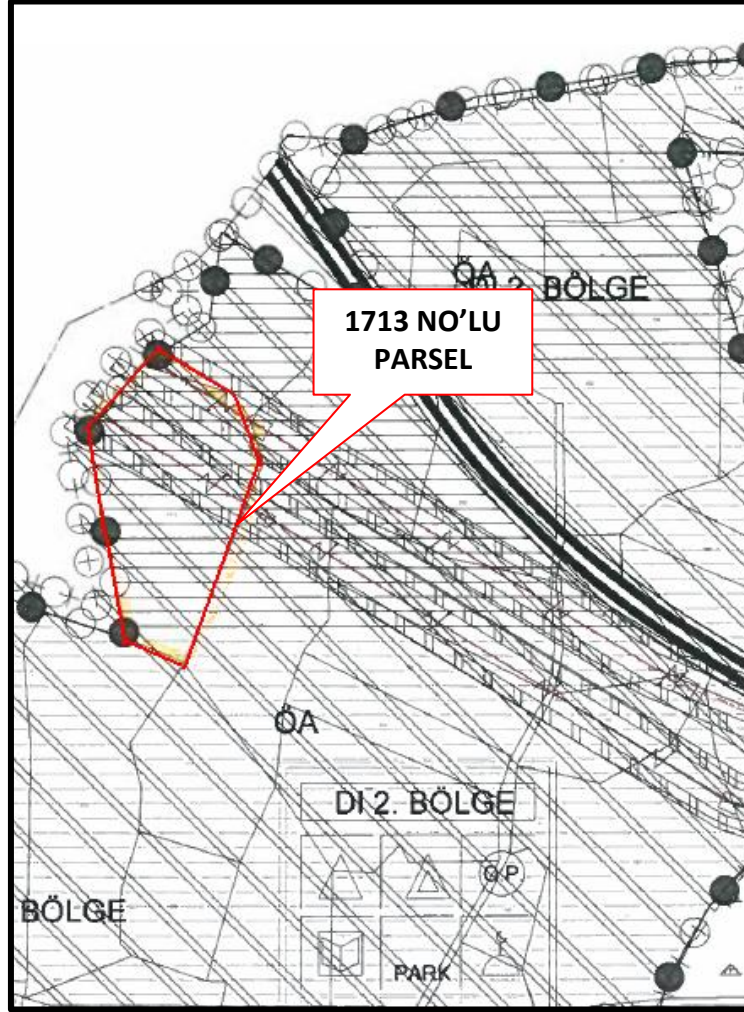 ÖA
2. BÖLGE
1713 NO’LU
PARSEL
ÖA
DI 2. BÖLGE
O.P.
BÖLGE
PARK